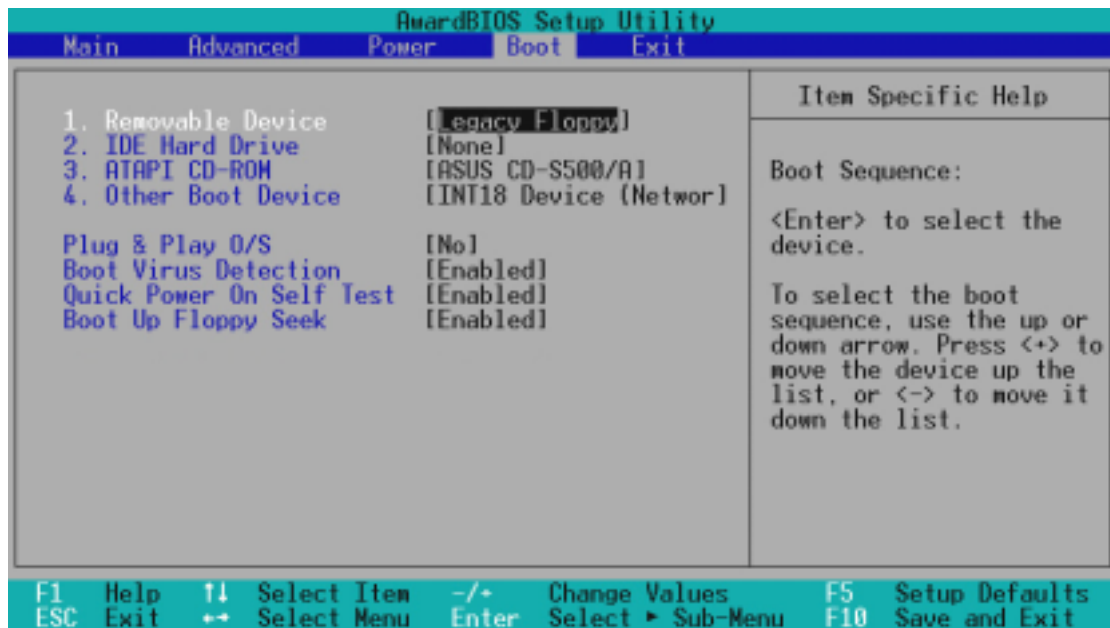 AwardBIOS Setup Utility
Main Advanced Power Boot Exit
1. Removable Device [Legacy Floppy]
2. IDE Hard Drive [None]
3. ATAPI CD-ROM [ASUS CD-S500/A]
4. Other Boot Device [INT18 Device (Networ]
Plug & Play O/S [No]
Boot Virus Detection [Enabled]
Quick Power On Self Test [Enabled]
Boot Up Floppy Seek [Enabled]
Item Specific Help
Boot Sequence:
<Enter> to select the
device.
To select the boot
sequence, use the up or
down arrow. Press <+> to
move the device up the
list, or <-> to move it
down the list.
F1 Help ↑↓ Select Item -/+ Change Values F5 Setup Defaults
ESC Exit ←→ Select Menu Enter Select ► Sub-Menu F10 Save and Exit